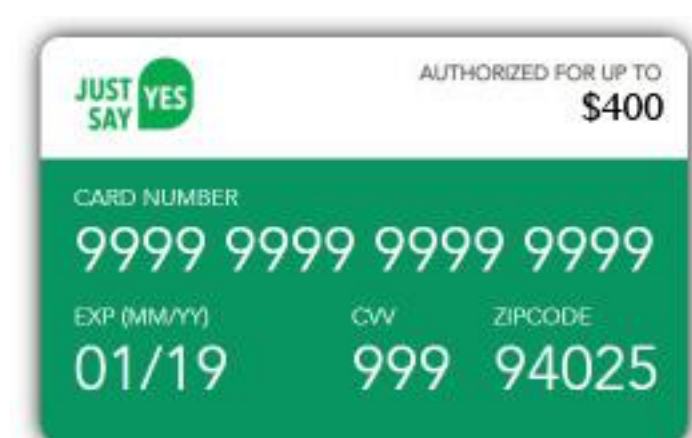 JUST YES
SAY
AUTHORIZED FOR UP TO
$400
CARD NUMBER
9999 9999 9999 9999
EXP (MM/YY) CVV ZIPCODE
01/19 999 94025